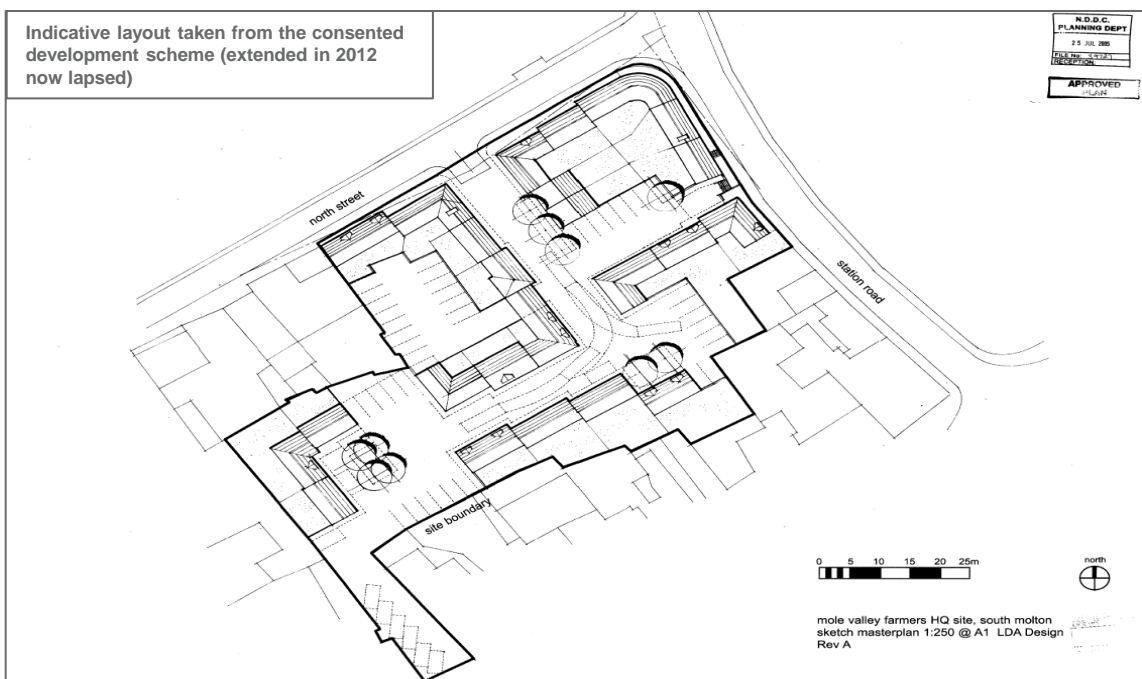 Indicative layout taken from the consented
development scheme (extended in 2012
now lapsed)
N.D.D.C.
PLANNING DEPT
25 JUL 2005
FILE No:
RECEPTION:
APPROVED
PLAN
north street
station road
site boundary
0 5 10 15 20 25m
north
mole valley farmers HQ site, south molton
sketch masterplan 1:250 @ A1 LDA Design
Rev A